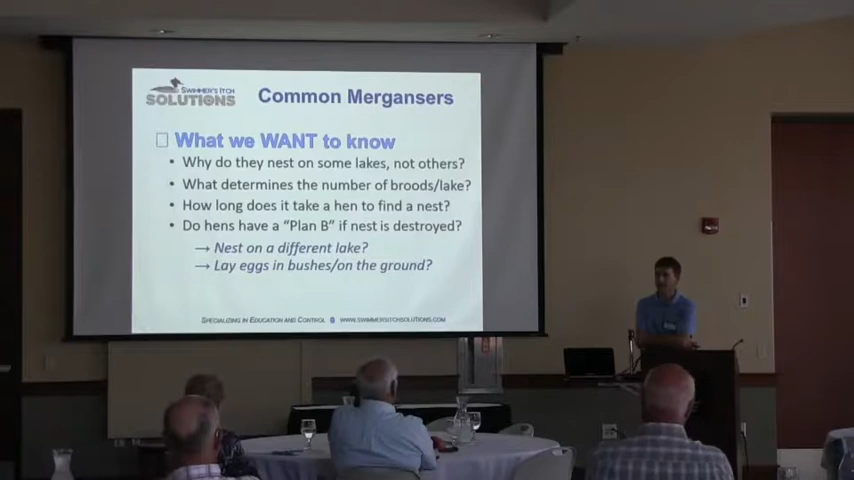 SWIMMER'S ITCH
SOLUTIONS
Common Mergansers
What we WANT to know
• Why do they nest on some lakes, not others?
• What determines the number of broods/lake?
• How long does it take a hen to find a nest?
• Do hens have a "Plan B" if nest is destroyed?
→ Nest on a different lake?
→ Lay eggs in bushes/on the ground?
SPECIALIZING IN EDUCATION AND CONTROL WWW.SWIMMERSITCHSOLUTIONS.COM